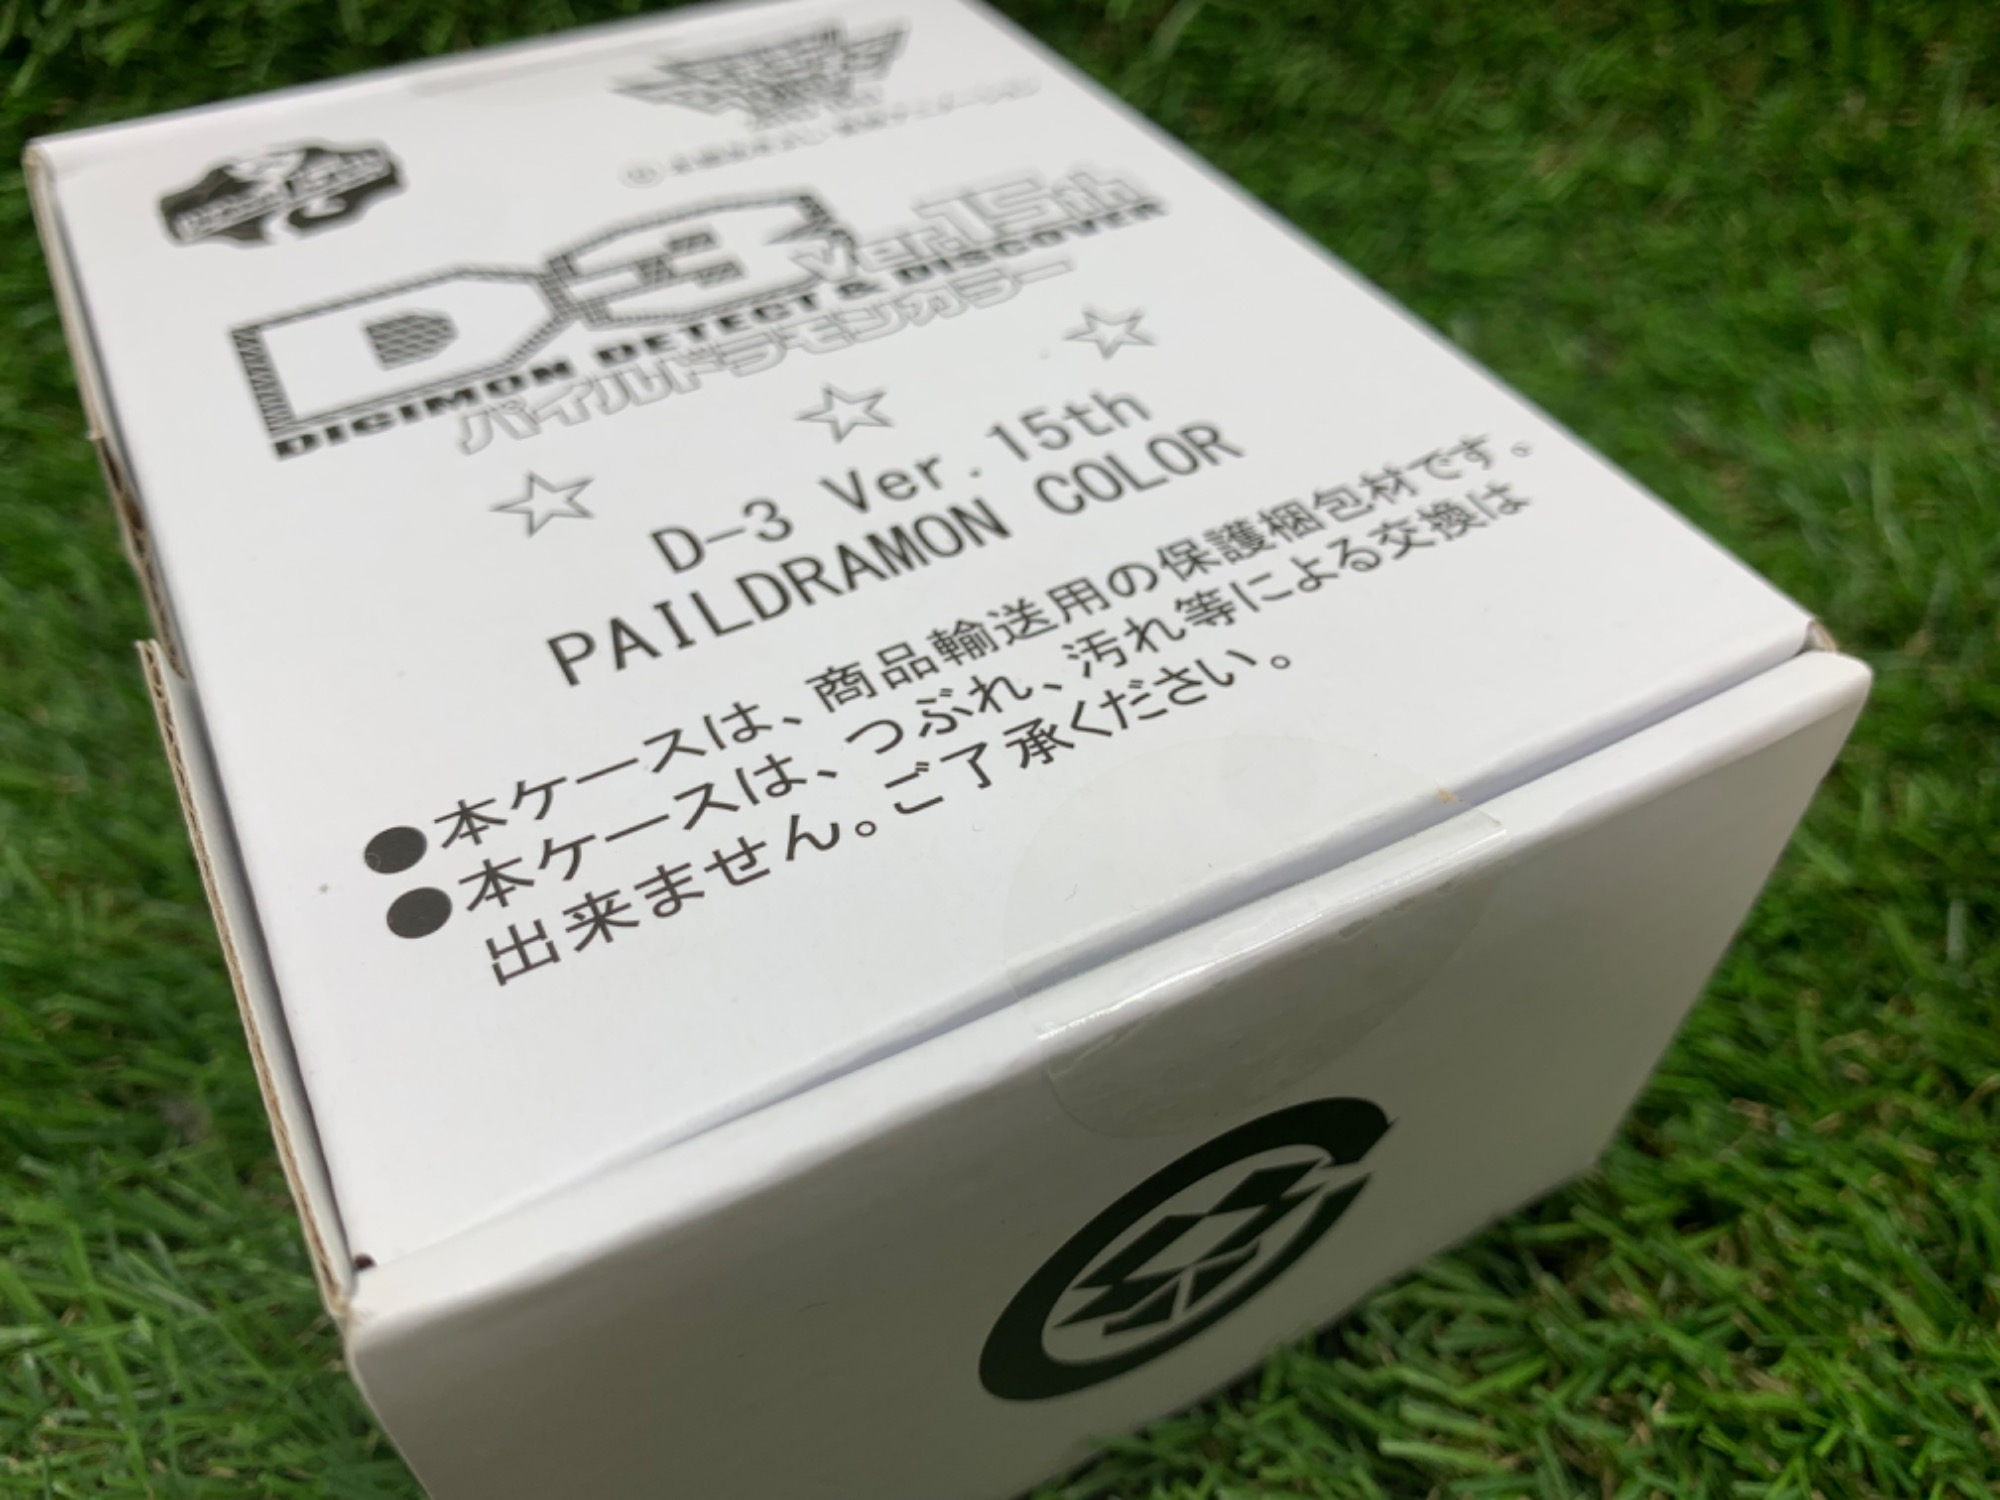 D-3 ver.15th
DIGIMON DETECT & DISCOVER
パイルドラモンカラー
☆ ☆ ☆
D-3 Ver.15th
PAILDRAMON COLOR
●本ケースは、商品輸送用の保護梱包材です。
●本ケースは、つぶれ、汚れ等による交換は
出来ません。ご了承ください。